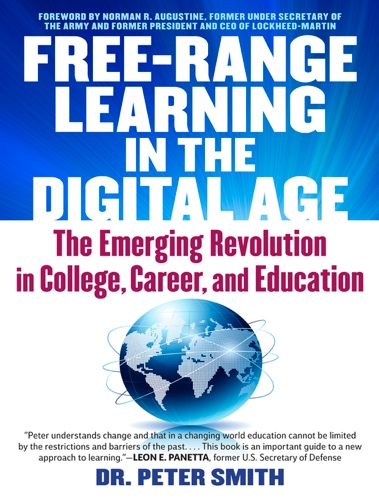 FOREWORD BY NORMAN R. AUGUSTINE, FORMER UNDER SECRETARY OF
THE ARMY AND FORMER PRESIDENT AND CEO OF LOCKHEED-MARTIN
FREE-RANGE
LEARNING
IN THE
DIGITAL AGE
The Emerging Revolution
in College, Career, and Education
"Peter understands change and that in a changing world education cannot be limited
by the restrictions and barriers of the past. . . . This book is an important guide to a new
approach to learning."—LEON E. PANETTA, former U.S. Secretary of Defense
DR. PETER SMITH